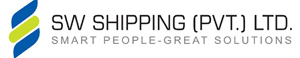 SW SHIPPING (PVT.) LTD.
SMART PEOPLE-GREAT SOLUTIONS